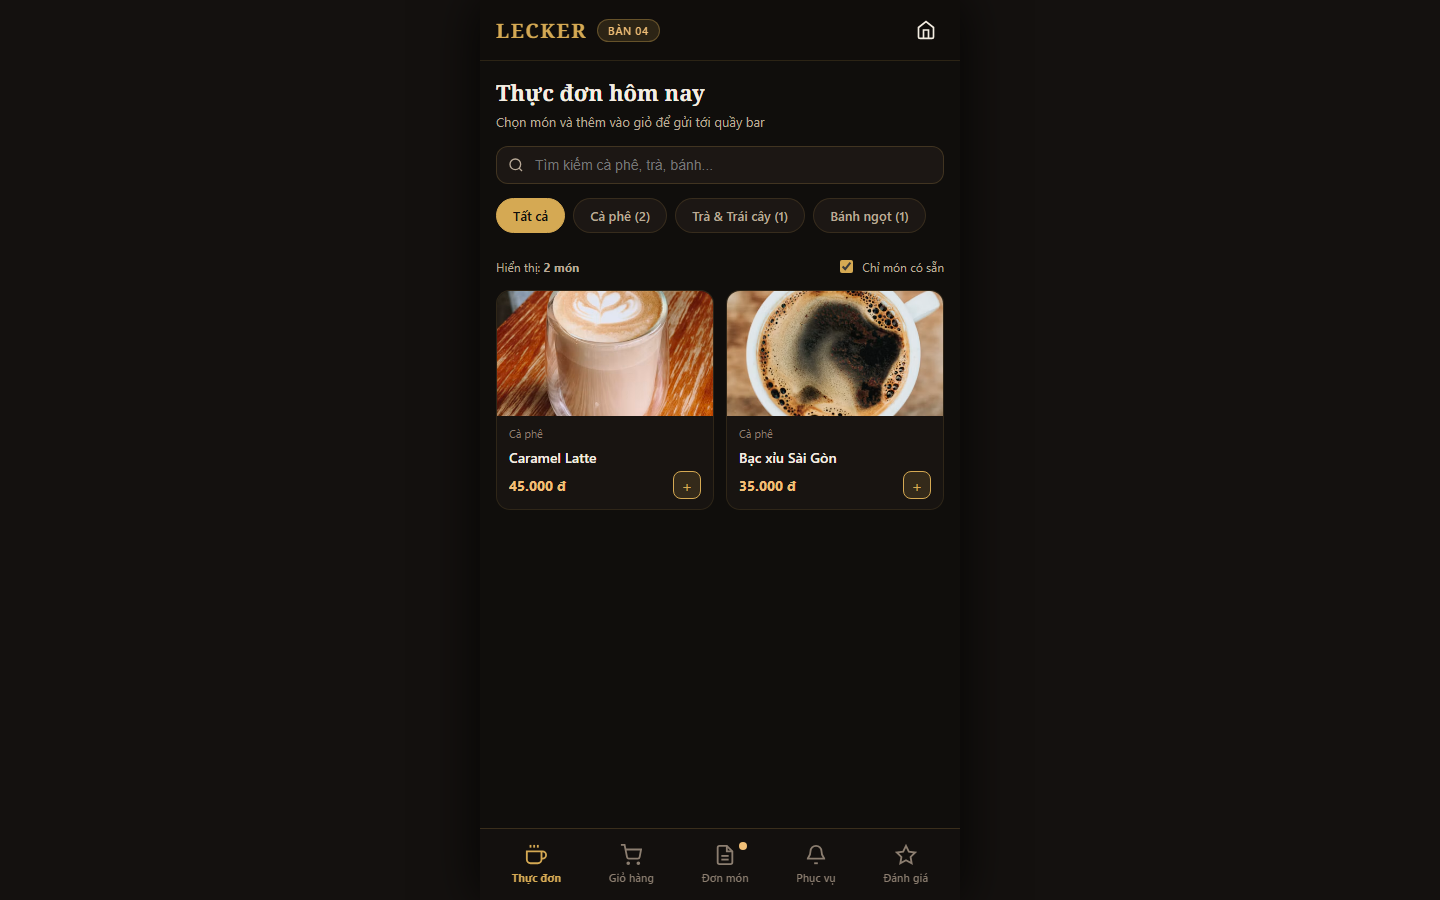 LECKER BÀN 04
Thực đơn hôm nay
Chọn món và thêm vào giỏ để gửi tới quầy bar
Tìm kiếm cà phê, trà, bánh...
Tất cả Cà phê (2) Trà & Trái cây (1) Bánh ngọt (1)
Hiển thị: 2 món Chỉ món có sẵn
Cà phê Cà phê
Caramel Latte Bạc xỉu Sài Gòn
45.000 đ + 35.000 đ +
Thực đơn Giỏ hàng Đơn món Phục vụ Đánh giá